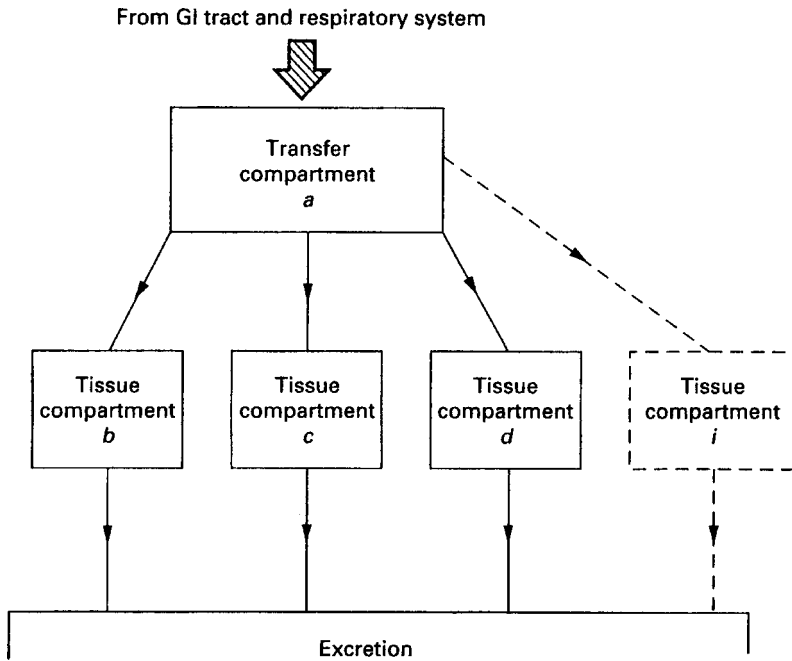 From GI tract and respiratory system
Transfer
compartment
a
Tissue
compartment
b
Tissue
compartment
c
Tissue
compartment
d
Tissue
compartment
i
Excretion